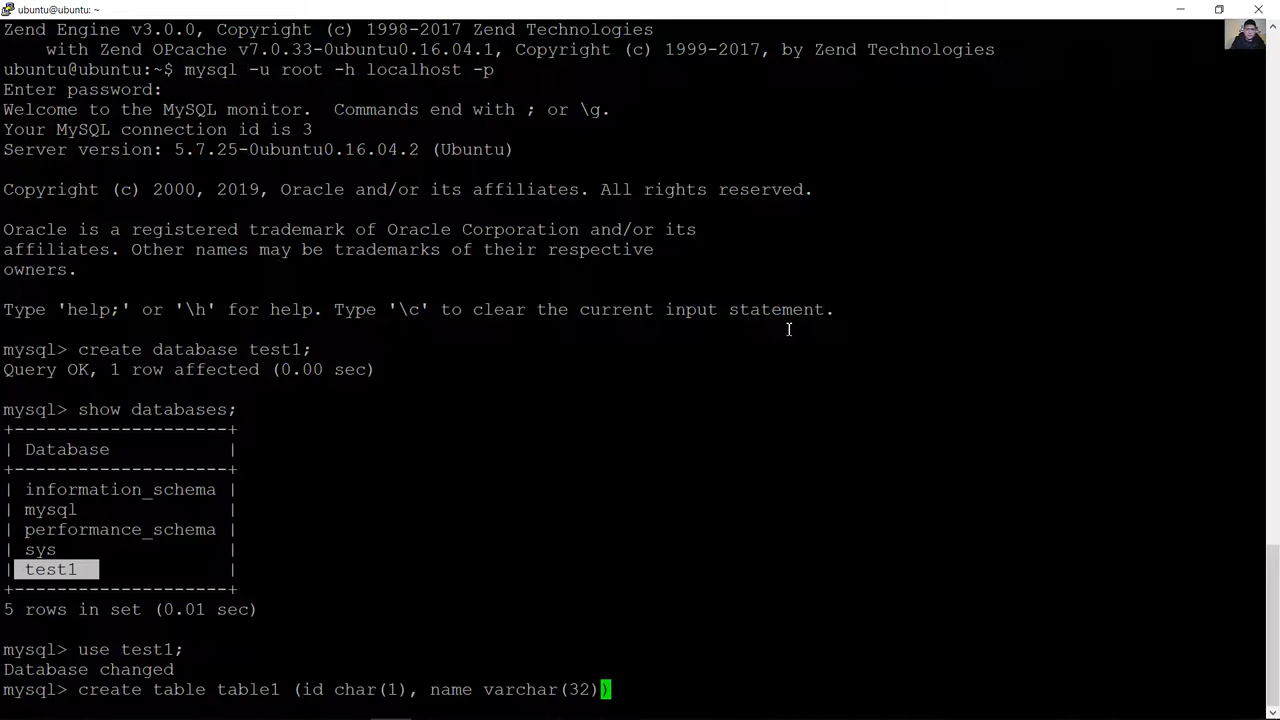 ubuntu@ubuntu: ~
Zend Engine v3.0.0, Copyright (c) 1998-2017 Zend Technologies
    with Zend OPcache v7.0.33-0ubuntu0.16.04.1, Copyright (c) 1999-2017, by Zend Technologies
ubuntu@ubuntu:~$ mysql -u root -h localhost -p
Enter password:
Welcome to the MySQL monitor.  Commands end with ; or \g.
Your MySQL connection id is 3
Server version: 5.7.25-0ubuntu0.16.04.2 (Ubuntu)
Copyright (c) 2000, 2019, Oracle and/or its affiliates. All rights reserved.
Oracle is a registered trademark of Oracle Corporation and/or its
affiliates. Other names may be trademarks of their respective
owners.
Type 'help;' or '\h' for help. Type '\c' to clear the current input statement.
mysql> create database test1;
Query OK, 1 row affected (0.00 sec)
mysql> show databases;
+--------------------+
| Database           |
+--------------------+
| information_schema |
| mysql              |
| performance_schema |
| sys                |
| test1              |
+--------------------+
5 rows in set (0.01 sec)
mysql> use test1;
Database changed
mysql> create table table1 (id char(1), name varchar(32))